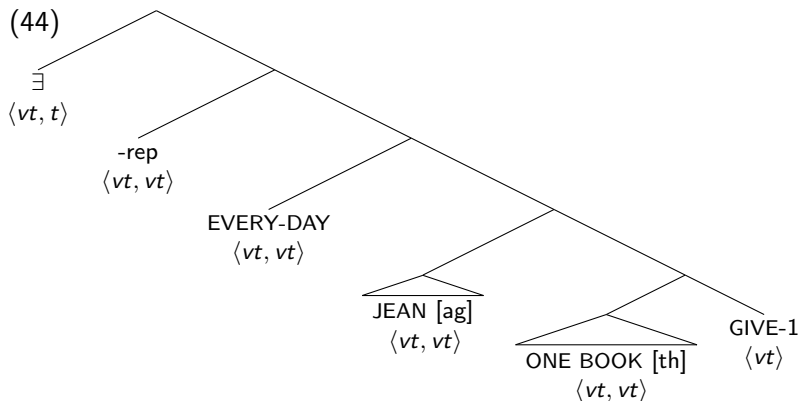 (44)
∃
⟨vt, t⟩
-rep
⟨vt, vt⟩
EVERY-DAY
⟨vt, vt⟩
JEAN [ag]
⟨vt, vt⟩
ONE BOOK [th]
⟨vt, vt⟩
GIVE-1
⟨vt⟩